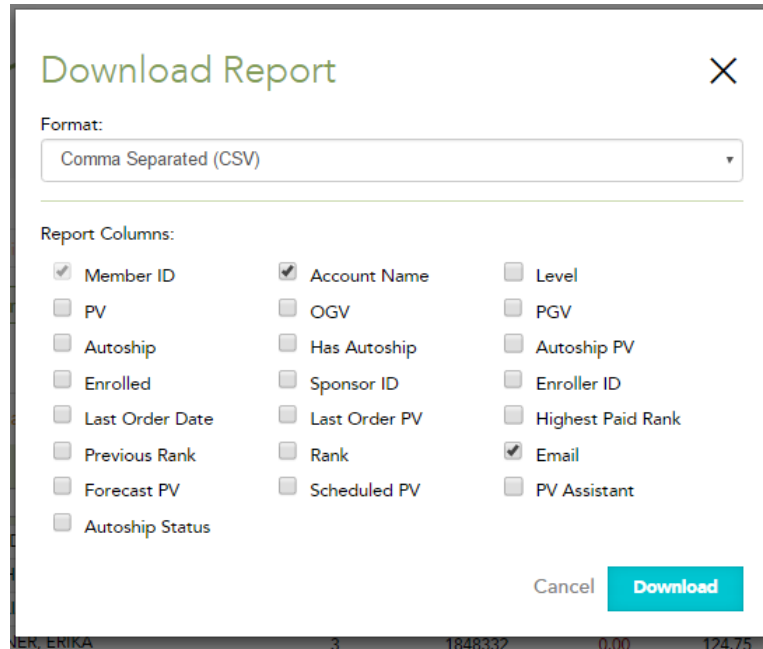 Download Report
Format:
Comma Separated (CSV)
Report Columns:
Member ID Account Name Level
PV OGV PGV
Autoship Has Autoship Autoship PV
Enrolled Sponsor ID Enroller ID
Last Order Date Last Order PV Highest Paid Rank
Previous Rank Rank Email
Forecast PV Scheduled PV PV Assistant
Autoship Status
Cancel Download
ERIKA 3 1848332 0.00 124.75